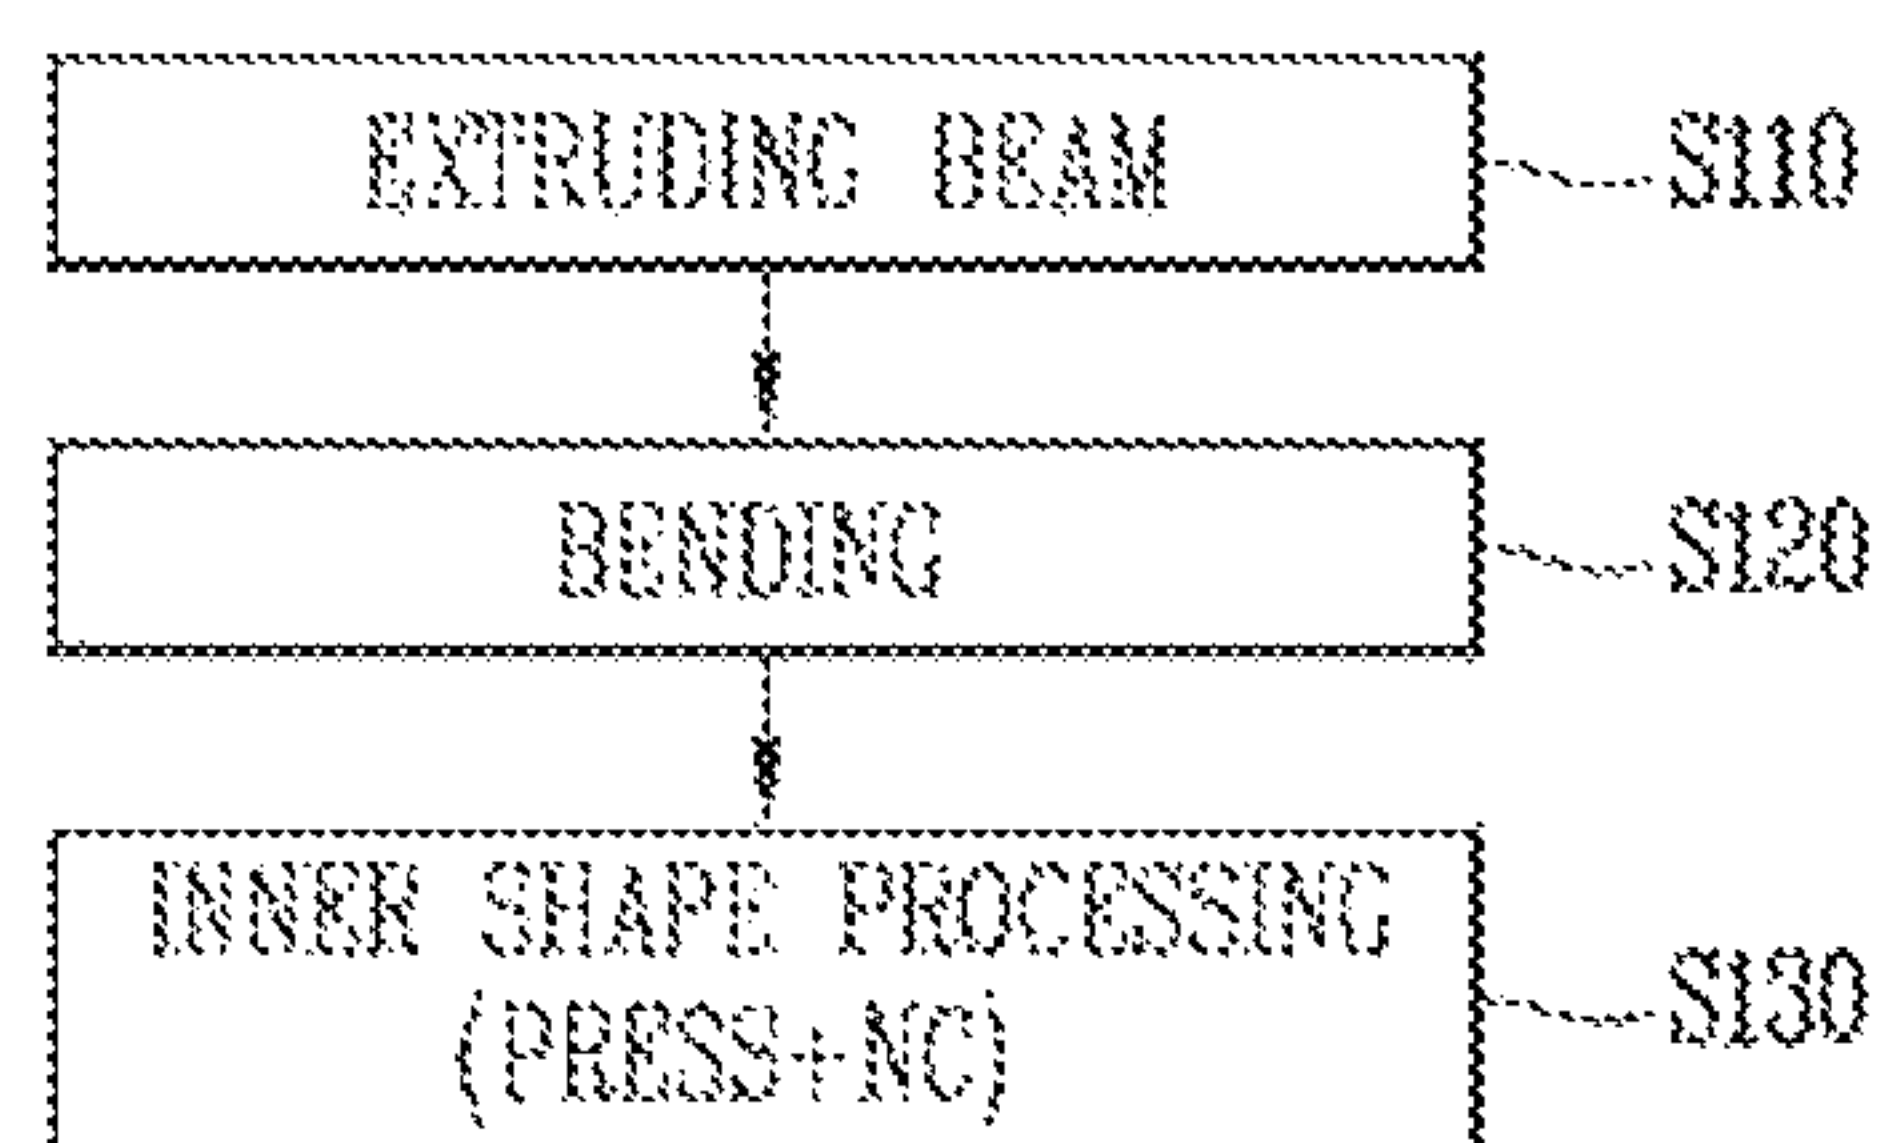 EXTRUDING BEAM
S110
BENDING
S120
INNER SHAPE PROCESSING
(PRESS+NC)
S130